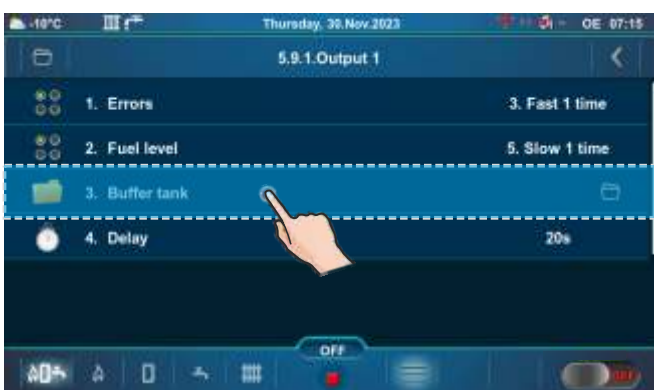 -10°C Thursday, 30.Nov.2023 OE 07:15
5.9.1.Output 1
1. Errors 3. Fast 1 time
2. Fuel level 5. Slow 1 time
3. Buffer tank
4. Delay 20s
OFF
OFF